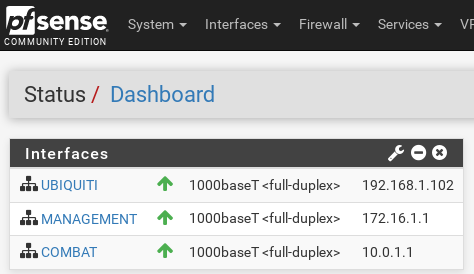 pfsense
COMMUNITY EDITION
System Interfaces Firewall Services
Status / Dashboard
Interfaces
UBIQUITI 1000baseT <full-duplex> 192.168.1.102
MANAGEMENT 1000baseT <full-duplex> 172.16.1.1
COMBAT 1000baseT <full-duplex> 10.0.1.1